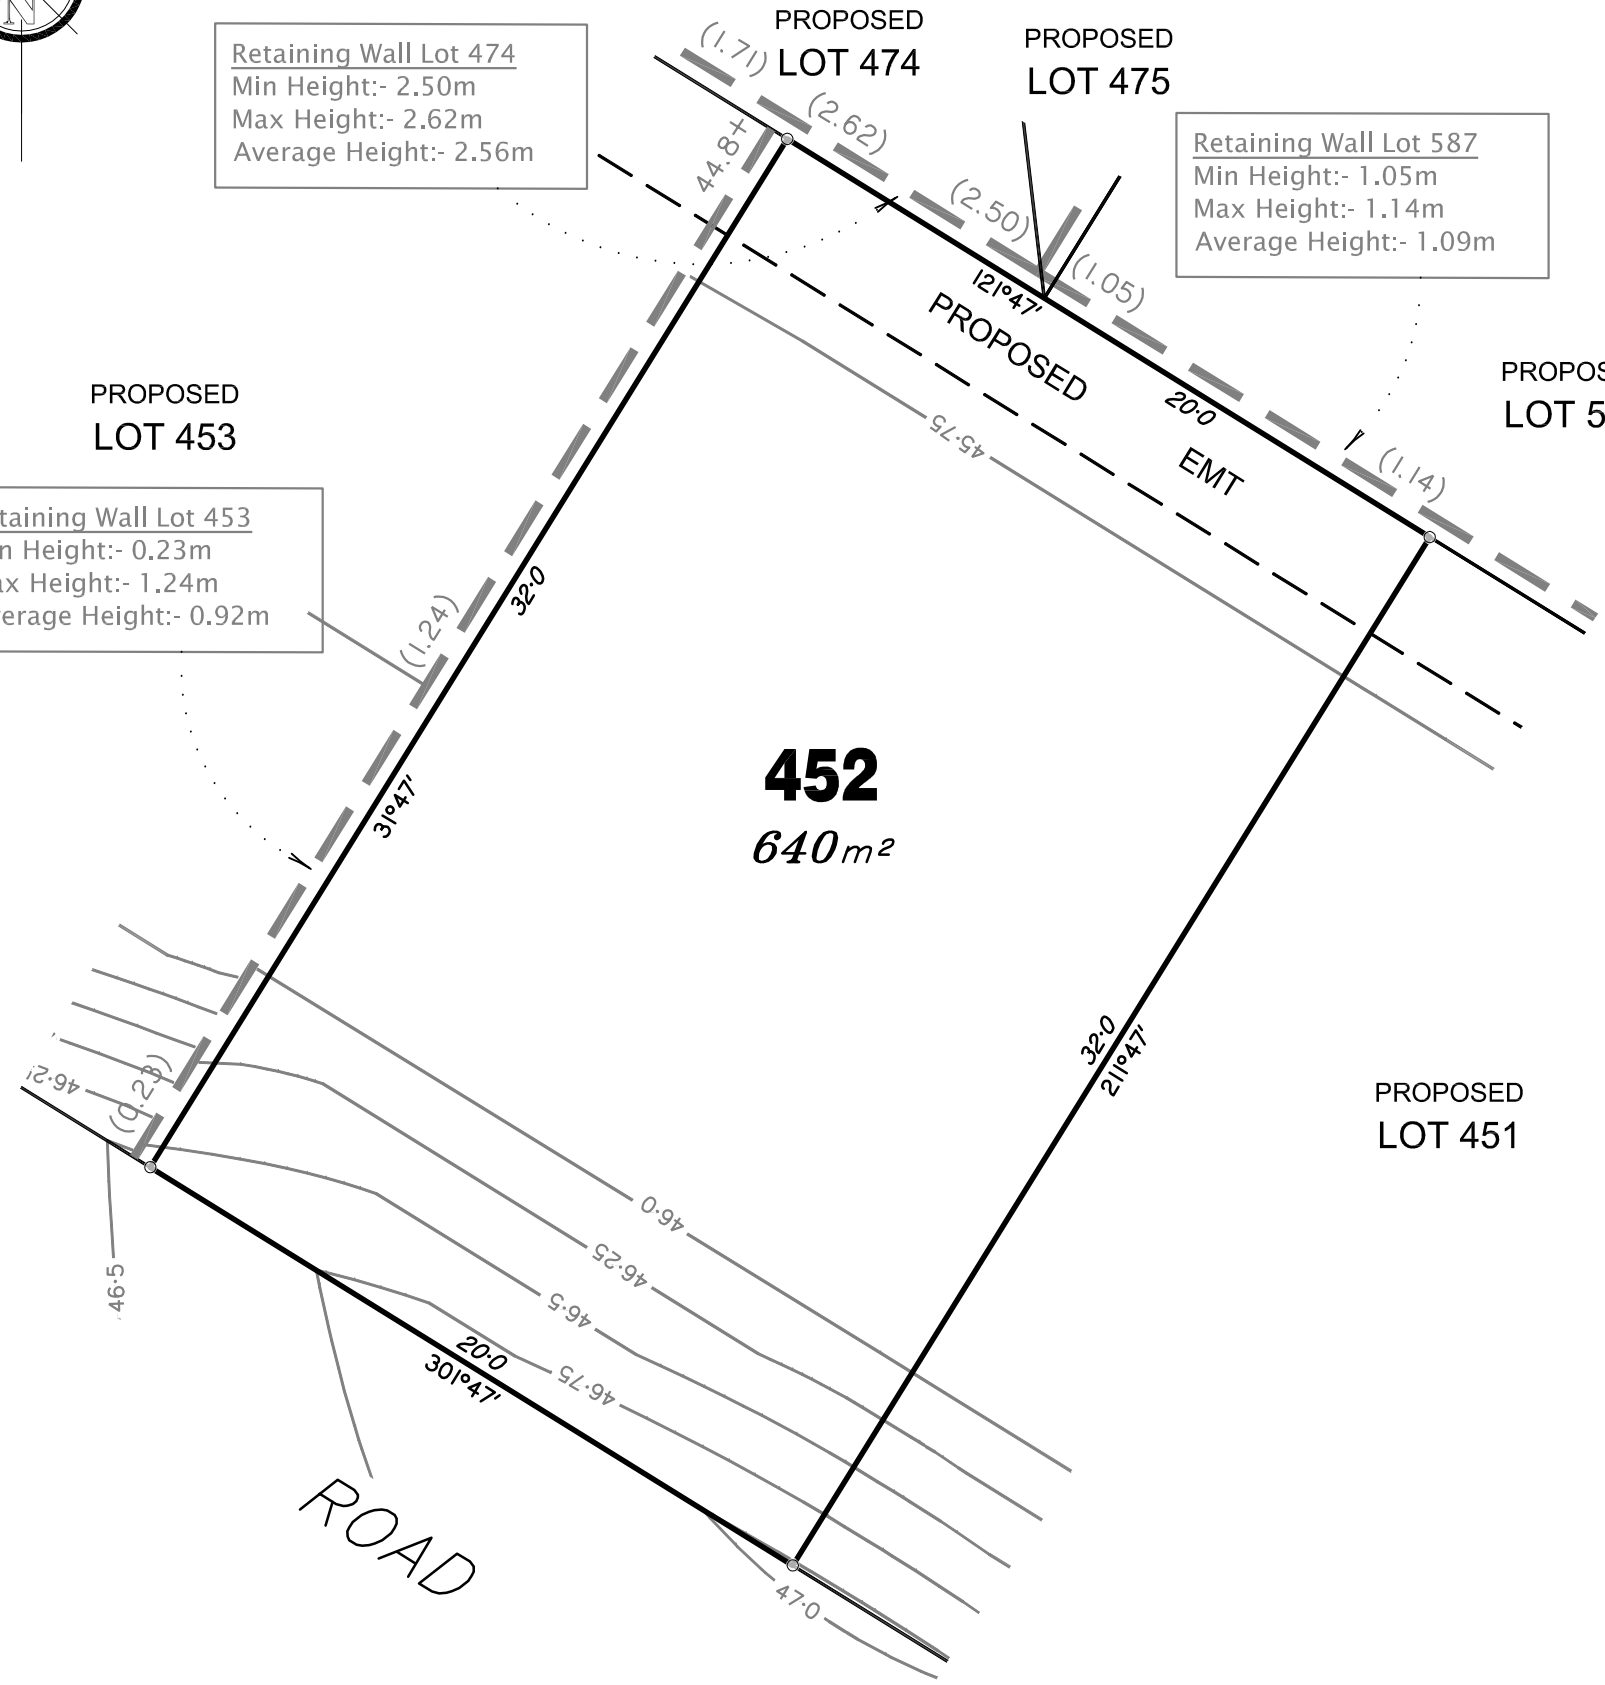 N
PROPOSED
LOT 474
PROPOSED
LOT 475
Retaining Wall Lot 474
Min Height:- 2.50m
Max Height:- 2.62m
Average Height:- 2.56m
Retaining Wall Lot 587
Min Height:- 1.05m
Max Height:- 1.14m
Average Height:- 1.09m
(1.71)
(2.62)
(2.50)
(1.05)
(1.14)
44.8+
121°47'
20·0
PROPOSED
EMT
45·75
PROPOS
LOT 5
PROPOSED
LOT 453
taining Wall Lot 453
n Height:- 0.23m
ax Height:- 1.24m
erage Height:- 0.92m
(1.24)
32·0
31°47'
452
640m²
32·0
211°47'
PROPOSED
LOT 451
46·2
(0.23)
46·5
46·0
46·25
46·5
46·75
20·0
301°47'
47·0
ROAD